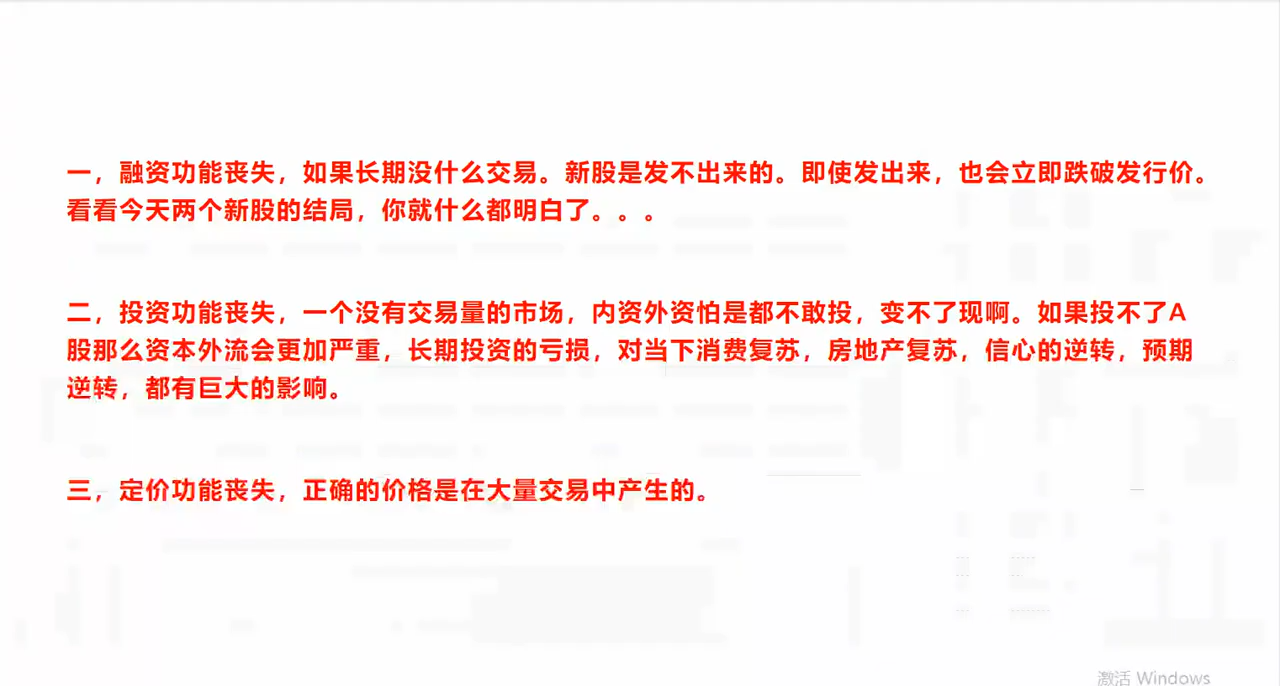 一，融资功能丧失，如果长期没什么交易。新股是发不出来的。即使发出来，也会立即跌破发行价。
看看今天两个新股的结局，你就什么都明白了。。。
二，投资功能丧失，一个没有交易量的市场，内资外资怕是都不敢投，变不了现啊。如果投不了A
股那么资本外流会更加严重，长期投资的亏损，对当下消费复苏，房地产复苏，信心的逆转，预期
逆转，都有巨大的影响。
三，定价功能丧失，正确的价格是在大量交易中产生的。
激活 Windows